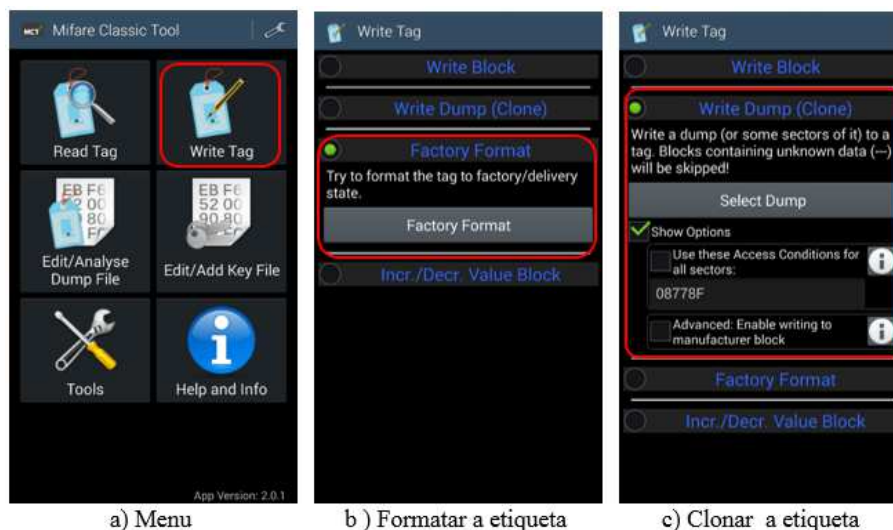 MCT Mifare Classic Tool
Read Tag
Write Tag
EB F6
52 00
90 80
Edit/Analyse
Dump File
EB F6
52 00
90 80
Edit/Add Key File
Tools
Help and Info
App Version: 2.0.1
a) Menu
Write Tag
Write Block
Write Dump (Clone)
Factory Format
Try to format the tag to factory/delivery
state.
Factory Format
Incr./Decr. Value Block
b ) Formatar a etiqueta
Write Tag
Write Block
Write Dump (Clone)
Write a dump (or some sectors of it) to a
tag. Blocks containing unknown data (---)
will be skipped!
Select Dump
Show Options
Use these Access Conditions for
all sectors:
08778F
Advanced: Enable writing to
manufacturer block
Factory Format
Incr./Decr. Value Block
c) Clonar a etiqueta